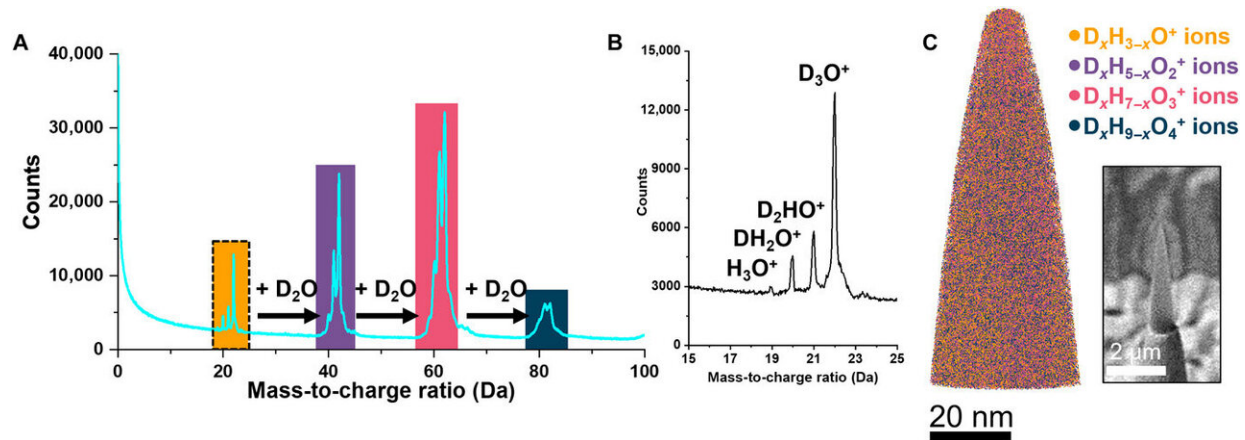 A
Counts
40,000
30,000
20,000
10,000
0
+ D₂O
+ D₂O
+ D₂O
0
20
40
60
80
100
Mass-to-charge ratio (Da)
B
Counts
15,000
12,000
9000
6000
3000
0
D₃O⁺
D₂HO⁺
DH₂O⁺
H₃O⁺
15
17
19
21
23
25
Mass-to-charge ratio (Da)
C
DₓH₃₋ₓO⁺ ions
DₓH₅₋ₓO₂⁺ ions
DₓH₇₋ₓO₃⁺ ions
DₓH₉₋ₓO₄⁺ ions
2 μm
20 nm